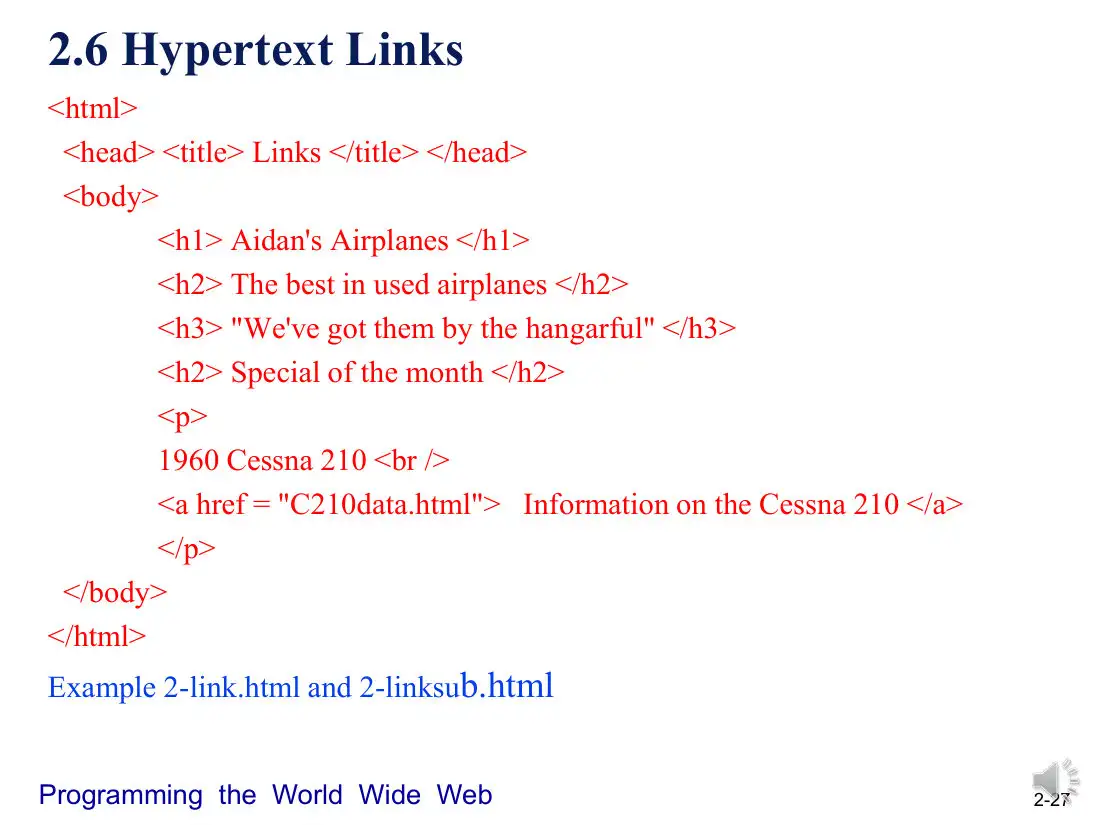 2.6 Hypertext Links
<html>
<head> <title> Links </title> </head>
<body>
<h1> Aidan's Airplanes </h1>
<h2> The best in used airplanes </h2>
<h3> "We've got them by the hangarful" </h3>
<h2> Special of the month </h2>
<p>
1960 Cessna 210 <br />
<a href = "C210data.html">   Information on the Cessna 210 </a>
</p>
</body>
</html>
Example 2-link.html and 2-linksub.html
Programming the World Wide Web
2-27